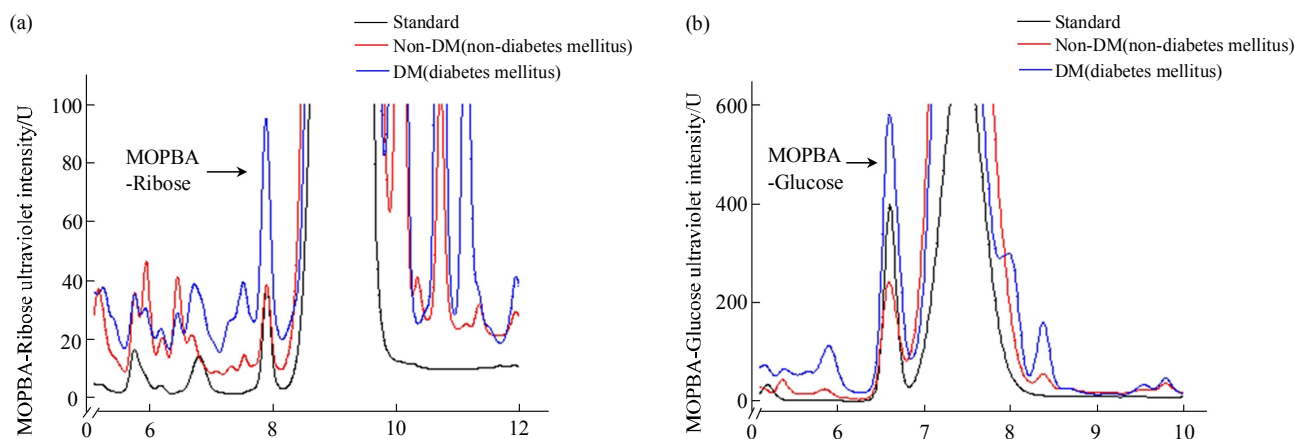 (a)
Standard
Non-DM(non-diabetes mellitus)
DM(diabetes mellitus)
MOPBA-Ribose ultraviolet intensity/U
100
80
60
40
20
0
MOPBA
-Ribose
0 6 8 10 12
(b)
Standard
Non-DM(non-diabetes mellitus)
DM(diabetes mellitus)
MOPBA-Glucose ultraviolet intensity/U
600
400
200
0
MOPBA
-Glucose
0 6 7 8 9 10